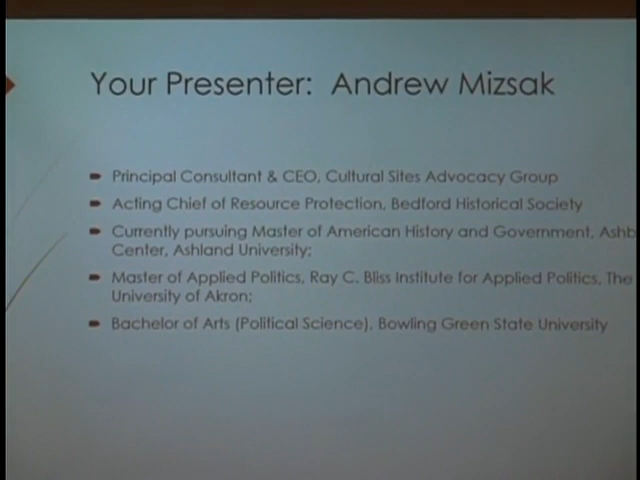 Your Presenter: Andrew Mizsak
Principal Consultant & CEO, Cultural Sites Advocacy Group
Acting Chief of Resource Protection, Bedford Historical Society
Currently pursuing Master of American History and Government, Ashb
Center, Ashland University;
Master of Applied Politics, Ray C. Bliss Institute for Applied Politics, The
University of Akron;
Bachelor of Arts (Political Science), Bowling Green State University